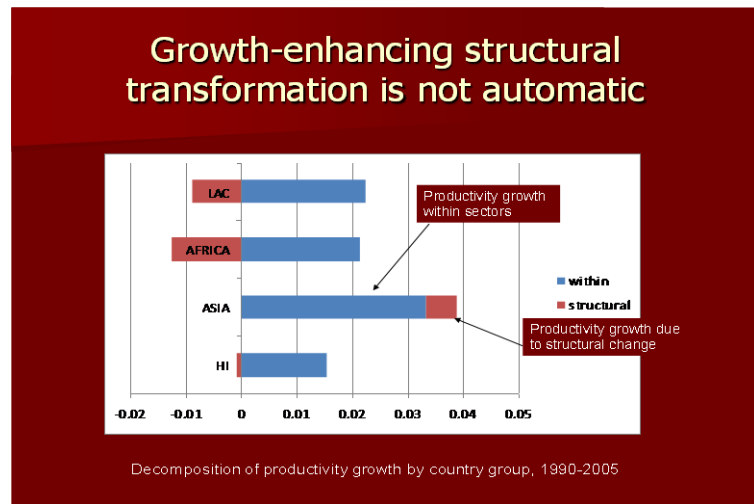 Growth-enhancing structural
transformation is not automatic
LAC
AFRICA
ASIA
HI
-0.02 -0.01 0 0.01 0.02 0.03 0.04 0.05
Productivity growth
within sectors
within
structural
Productivity growth due
to structural change
Decomposition of productivity growth by country group, 1990-2005